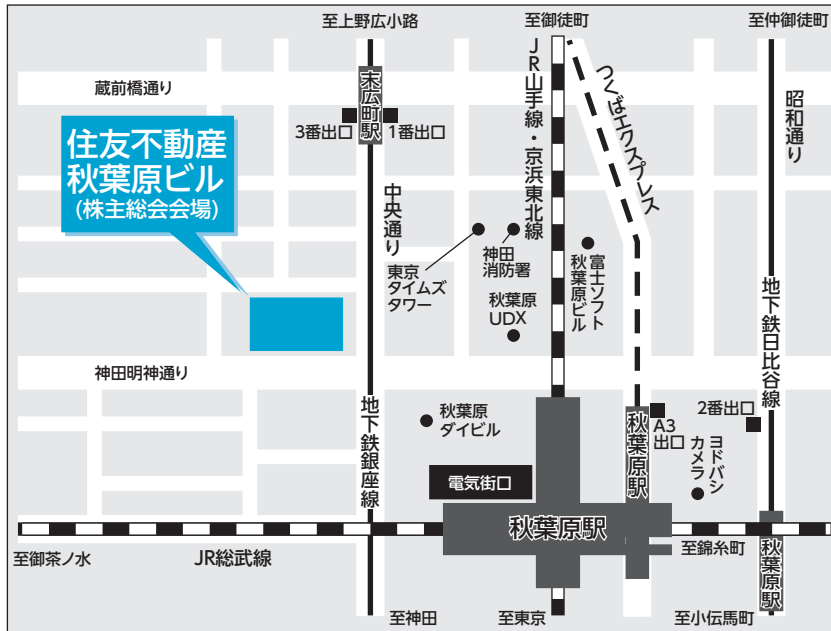 至上野広小路
至御徒町
至仲御徒町
蔵前橋通り
末広町駅
3番出口
1番出口
JR山手線・京浜東北線
つくばエクスプレス
昭和通り
住友不動産
秋葉原ビル
(株主総会会場)
中央通り
東京
タイムズ
タワー
神田
消防署
富士ソフト
秋葉原ビル
秋葉原
UDX
地下鉄日比谷線
神田明神通り
地下鉄銀座線
秋葉原
ダイビル
秋葉原駅
A3
出口
2番出口
ヨドバシ
カメラ
電気街口
秋葉原駅
秋葉原駅
至御茶ノ水
JR総武線
至錦糸町
至神田
至東京
至小伝馬町